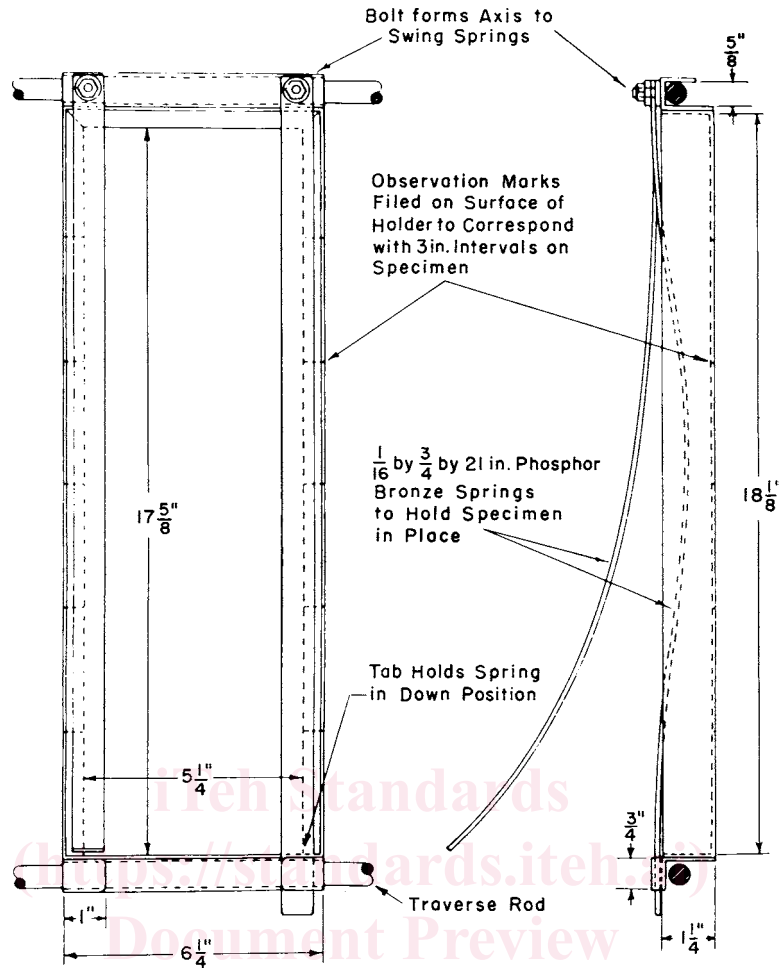 Bolt forms Axis to
Swing Springs
5/8"
Observation Marks
Filed on Surface of
Holder to Correspond
with 3in. Intervals on
Specimen
1/16 by 3/4 by 21 in. Phosphor
Bronze Springs
to Hold Specimen
in Place
17 5/8"
18 1/8"
Tab Holds Spring
in Down Position
5 1/4"
iTeh Standards
3/4"
(https://standards.iteh.ai)
Traverse Rod
1"
Document Preview
6 1/4"
1 1/4"